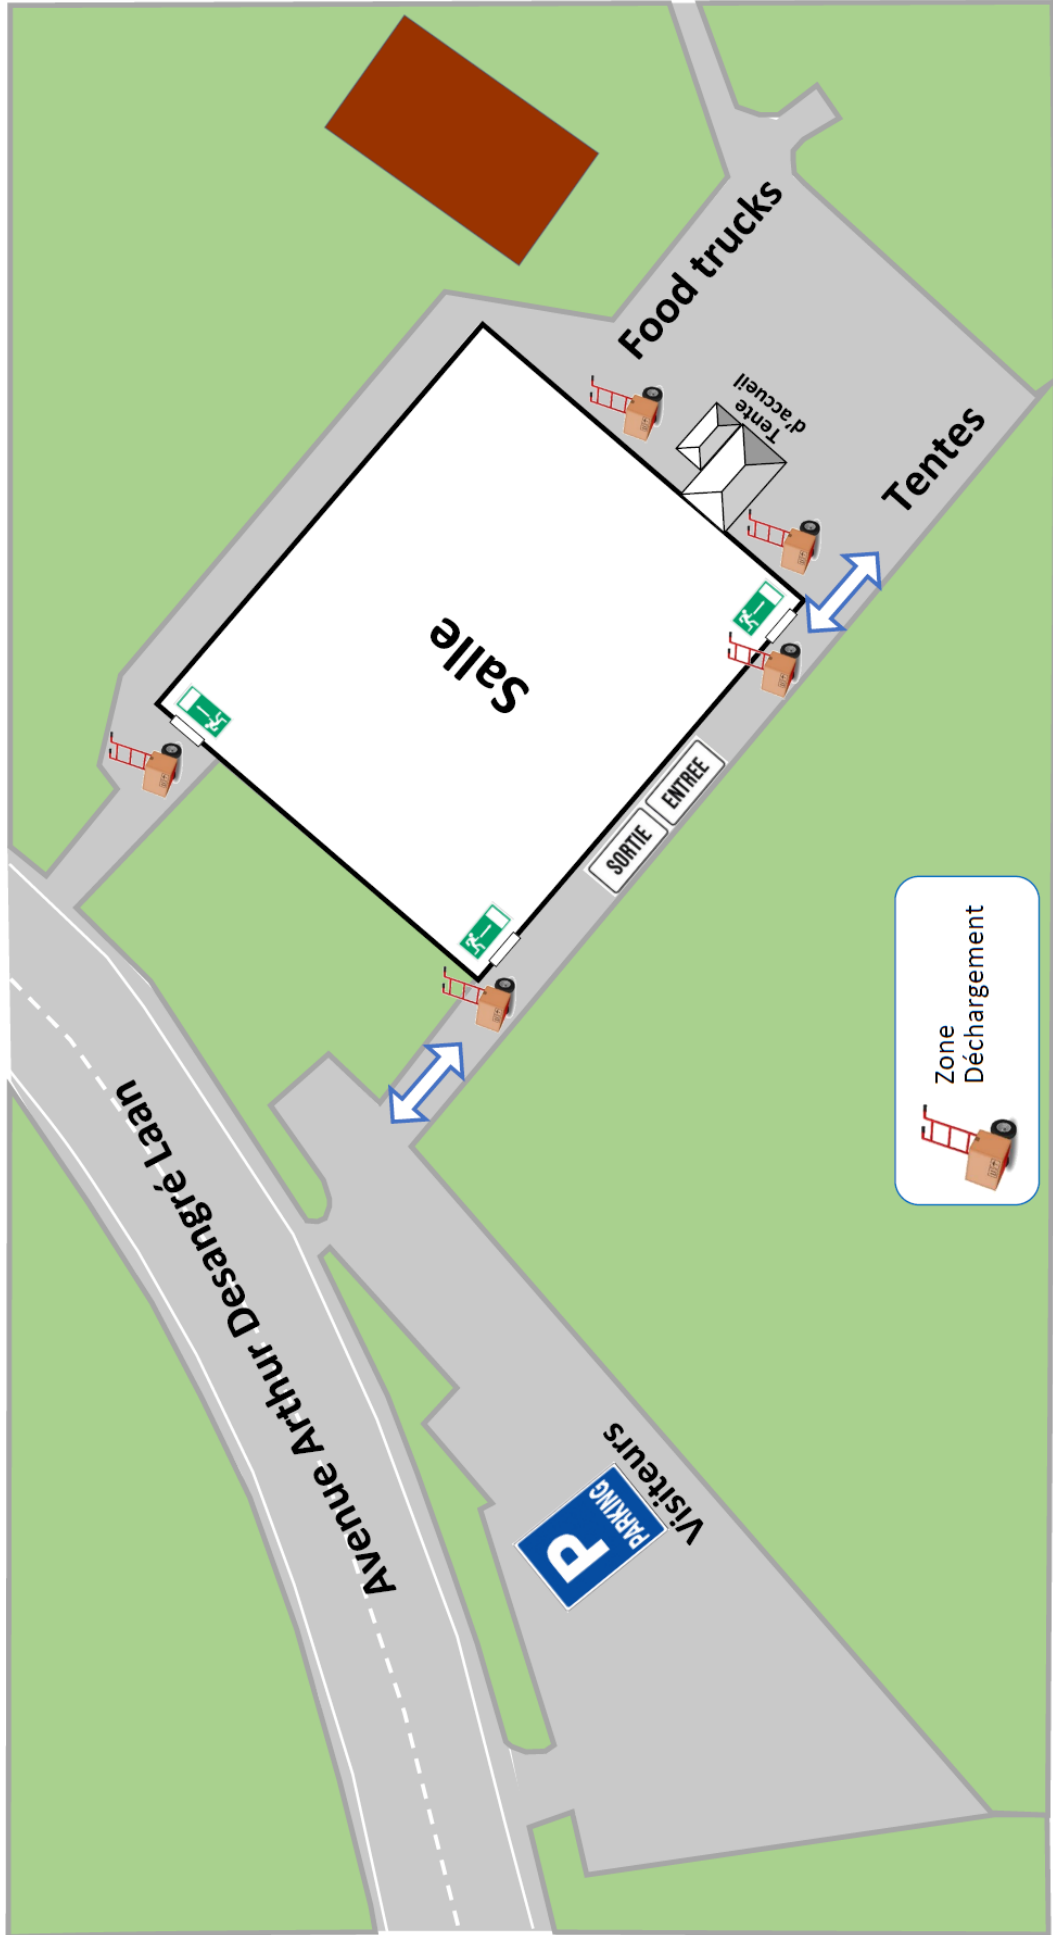 Food trucks
Tente
d'accueil
Tentes
Salle
ENTREE
SORTIE
Zone
Déchargement
Avenue Arthur Desangré Laan
Visiteurs
P
PARKING